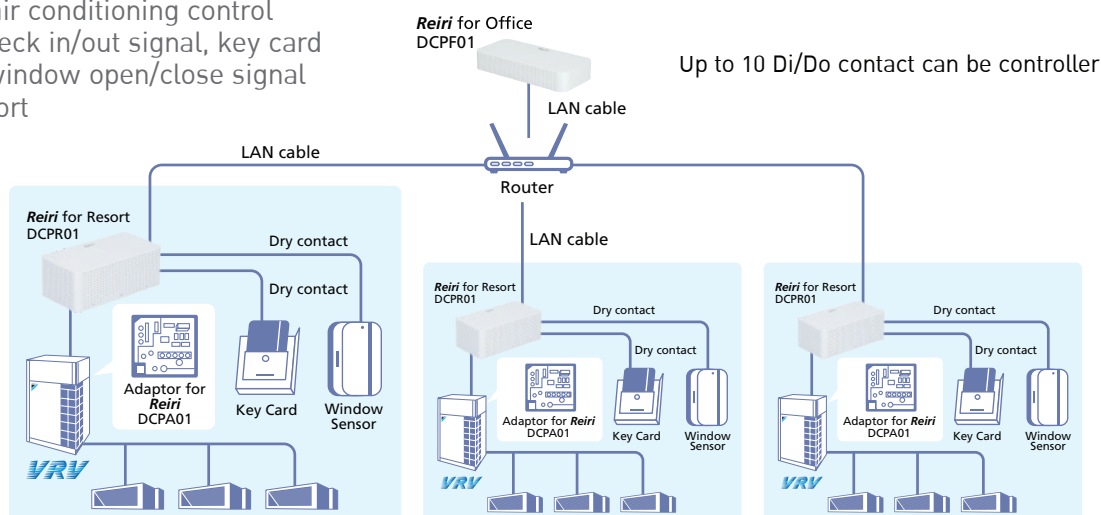 air conditioning control
eck in/out signal, key card
window open/close signal
ort
Reiri for Office
DCPF01
Up to 10 Di/Do contact can be controller
LAN cable
LAN cable
Router
LAN cable
Reiri for Resort
DCPR01
Dry contact
Dry contact
Adaptor for
Reiri
DCPA01
Key Card
Window
Sensor
VRV
Reiri for Resort
DCPR01
Dry contact
Dry contact
Adaptor for Reiri
DCPA01
Key Card
Window
Sensor
VRV
Reiri for Resort
DCPR01
Dry contact
Dry contact
Adaptor for Reiri
DCPA01
Key Card
Window
Sensor
VRV